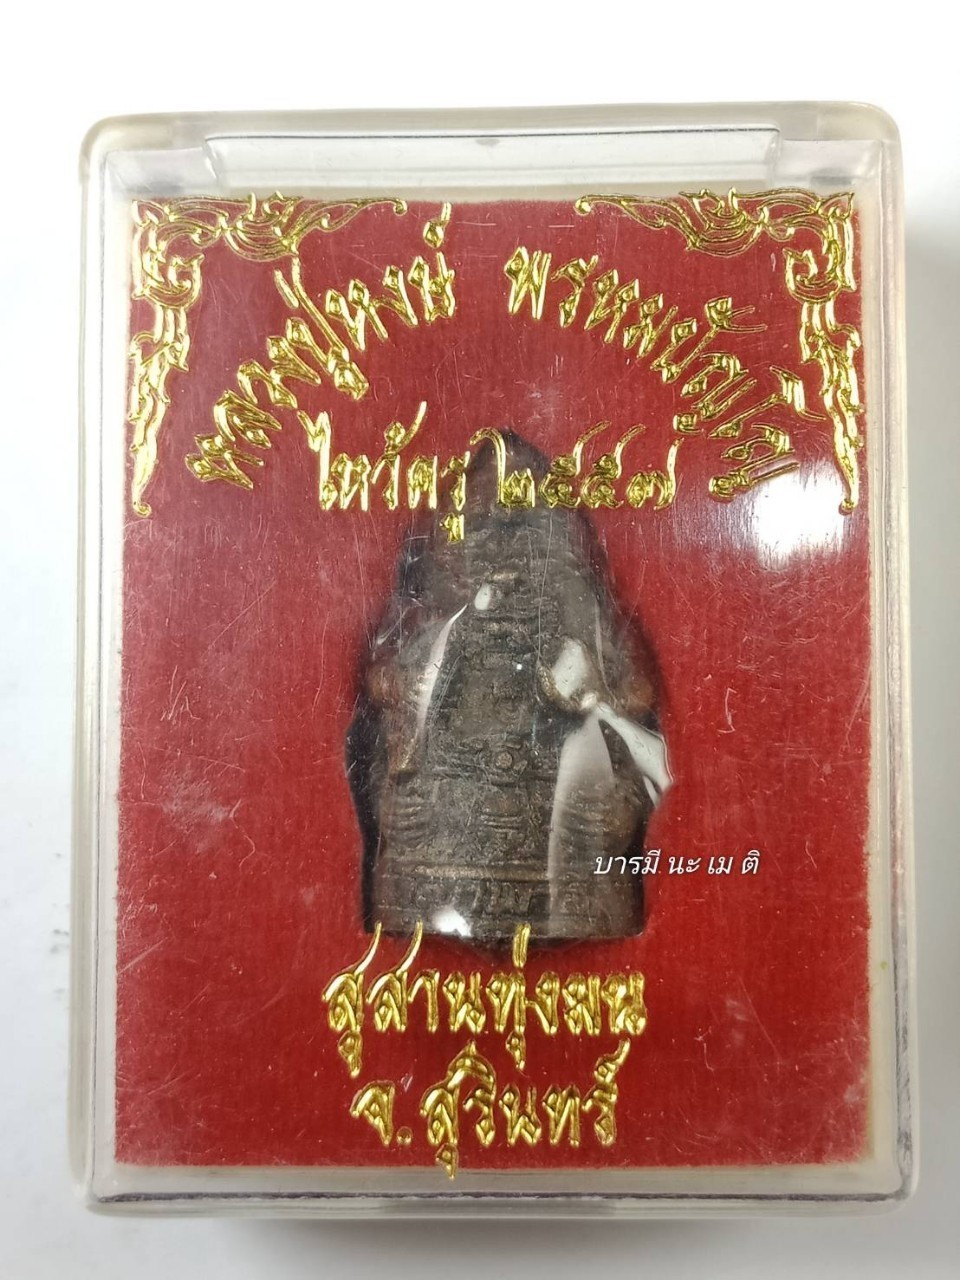 หลวงปู่หงษ์ พรหมปัญโญ
ไหว้ครู ๒๕๕๗
บารมี นะ เม ติ
สุสานทุ่งมน
จ.สุรินทร์